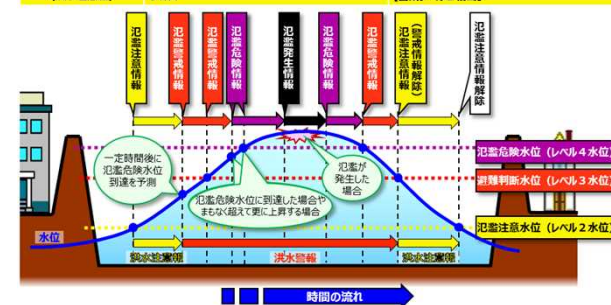 氾濫注意情報
氾濫警戒情報
氾濫警戒情報
氾濫危険情報
氾濫発生情報
氾濫危険情報
氾濫警戒情報
氾濫注意情報
(警戒情報解除)
氾濫注意情報解除
一定時間後に
氾濫危険水位
到達を予測
氾濫危険水位に到達した場合や
まもなく超えて更に上昇する場合
氾濫が
発生した
場合
氾濫危険水位(レベル4水位)
避難判断水位(レベル3水位)
氾濫注意水位(レベル2水位)
水位
洪水注意報
洪水警報
洪水注意報
時間の流れ